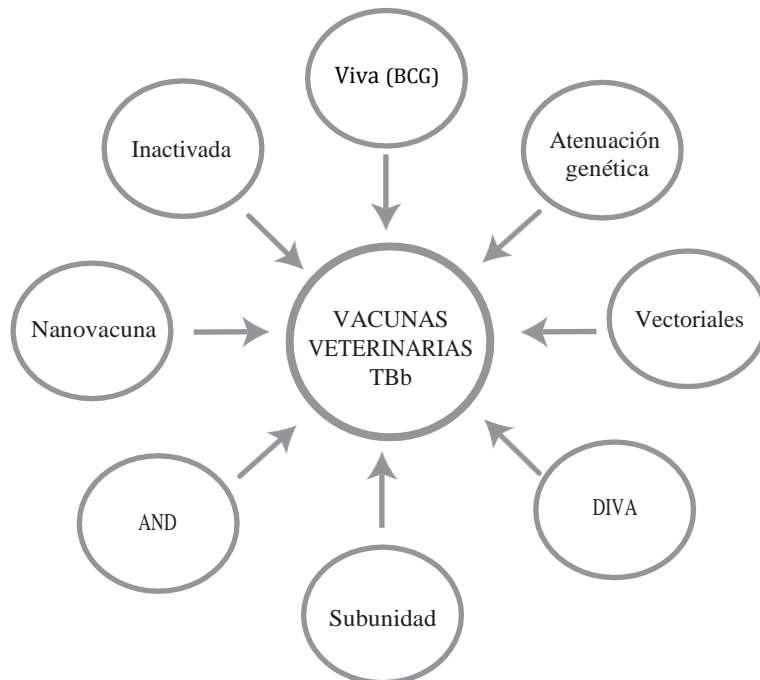 Viva (BCG)
Inactivada
Atenuación
genética
Nanovacuna
VACUNAS
VETERINARIAS
TBb
Vectoriales
AND
DIVA
Subunidad